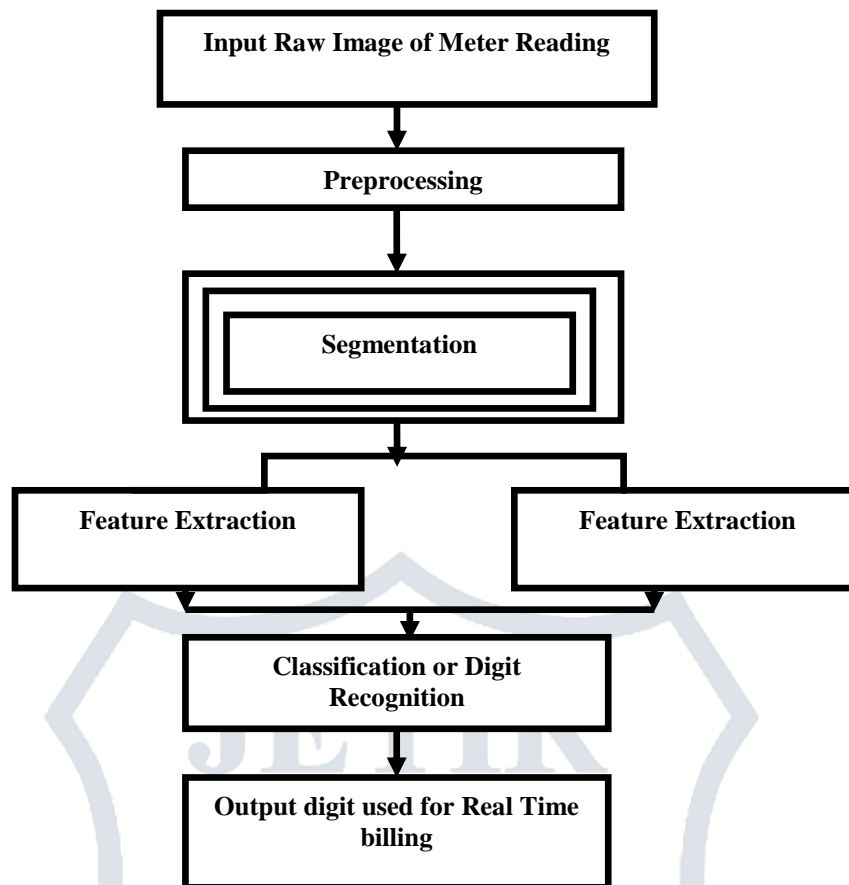 Input Raw Image of Meter Reading
Preprocessing
Segmentation
Feature Extraction
Feature Extraction
Classification or Digit
Recognition
JETIR
Output digit used for Real Time
billing